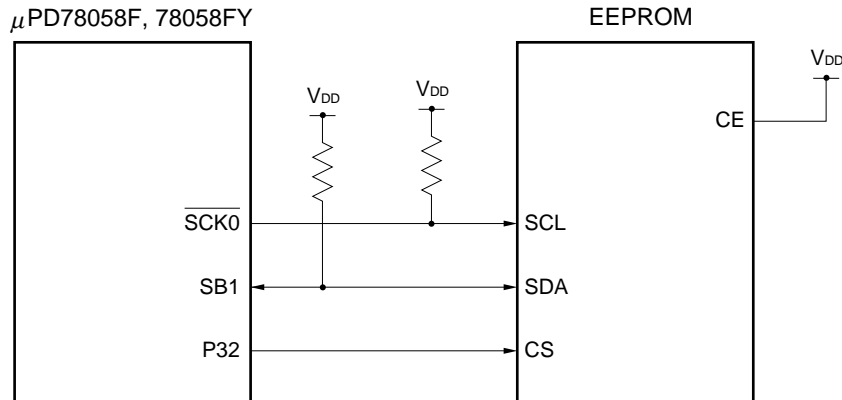 μPD78058F, 78058FY
EEPROM
VDD
VDD
VDD
CE
SCK0
SCL
SB1
SDA
P32
CS